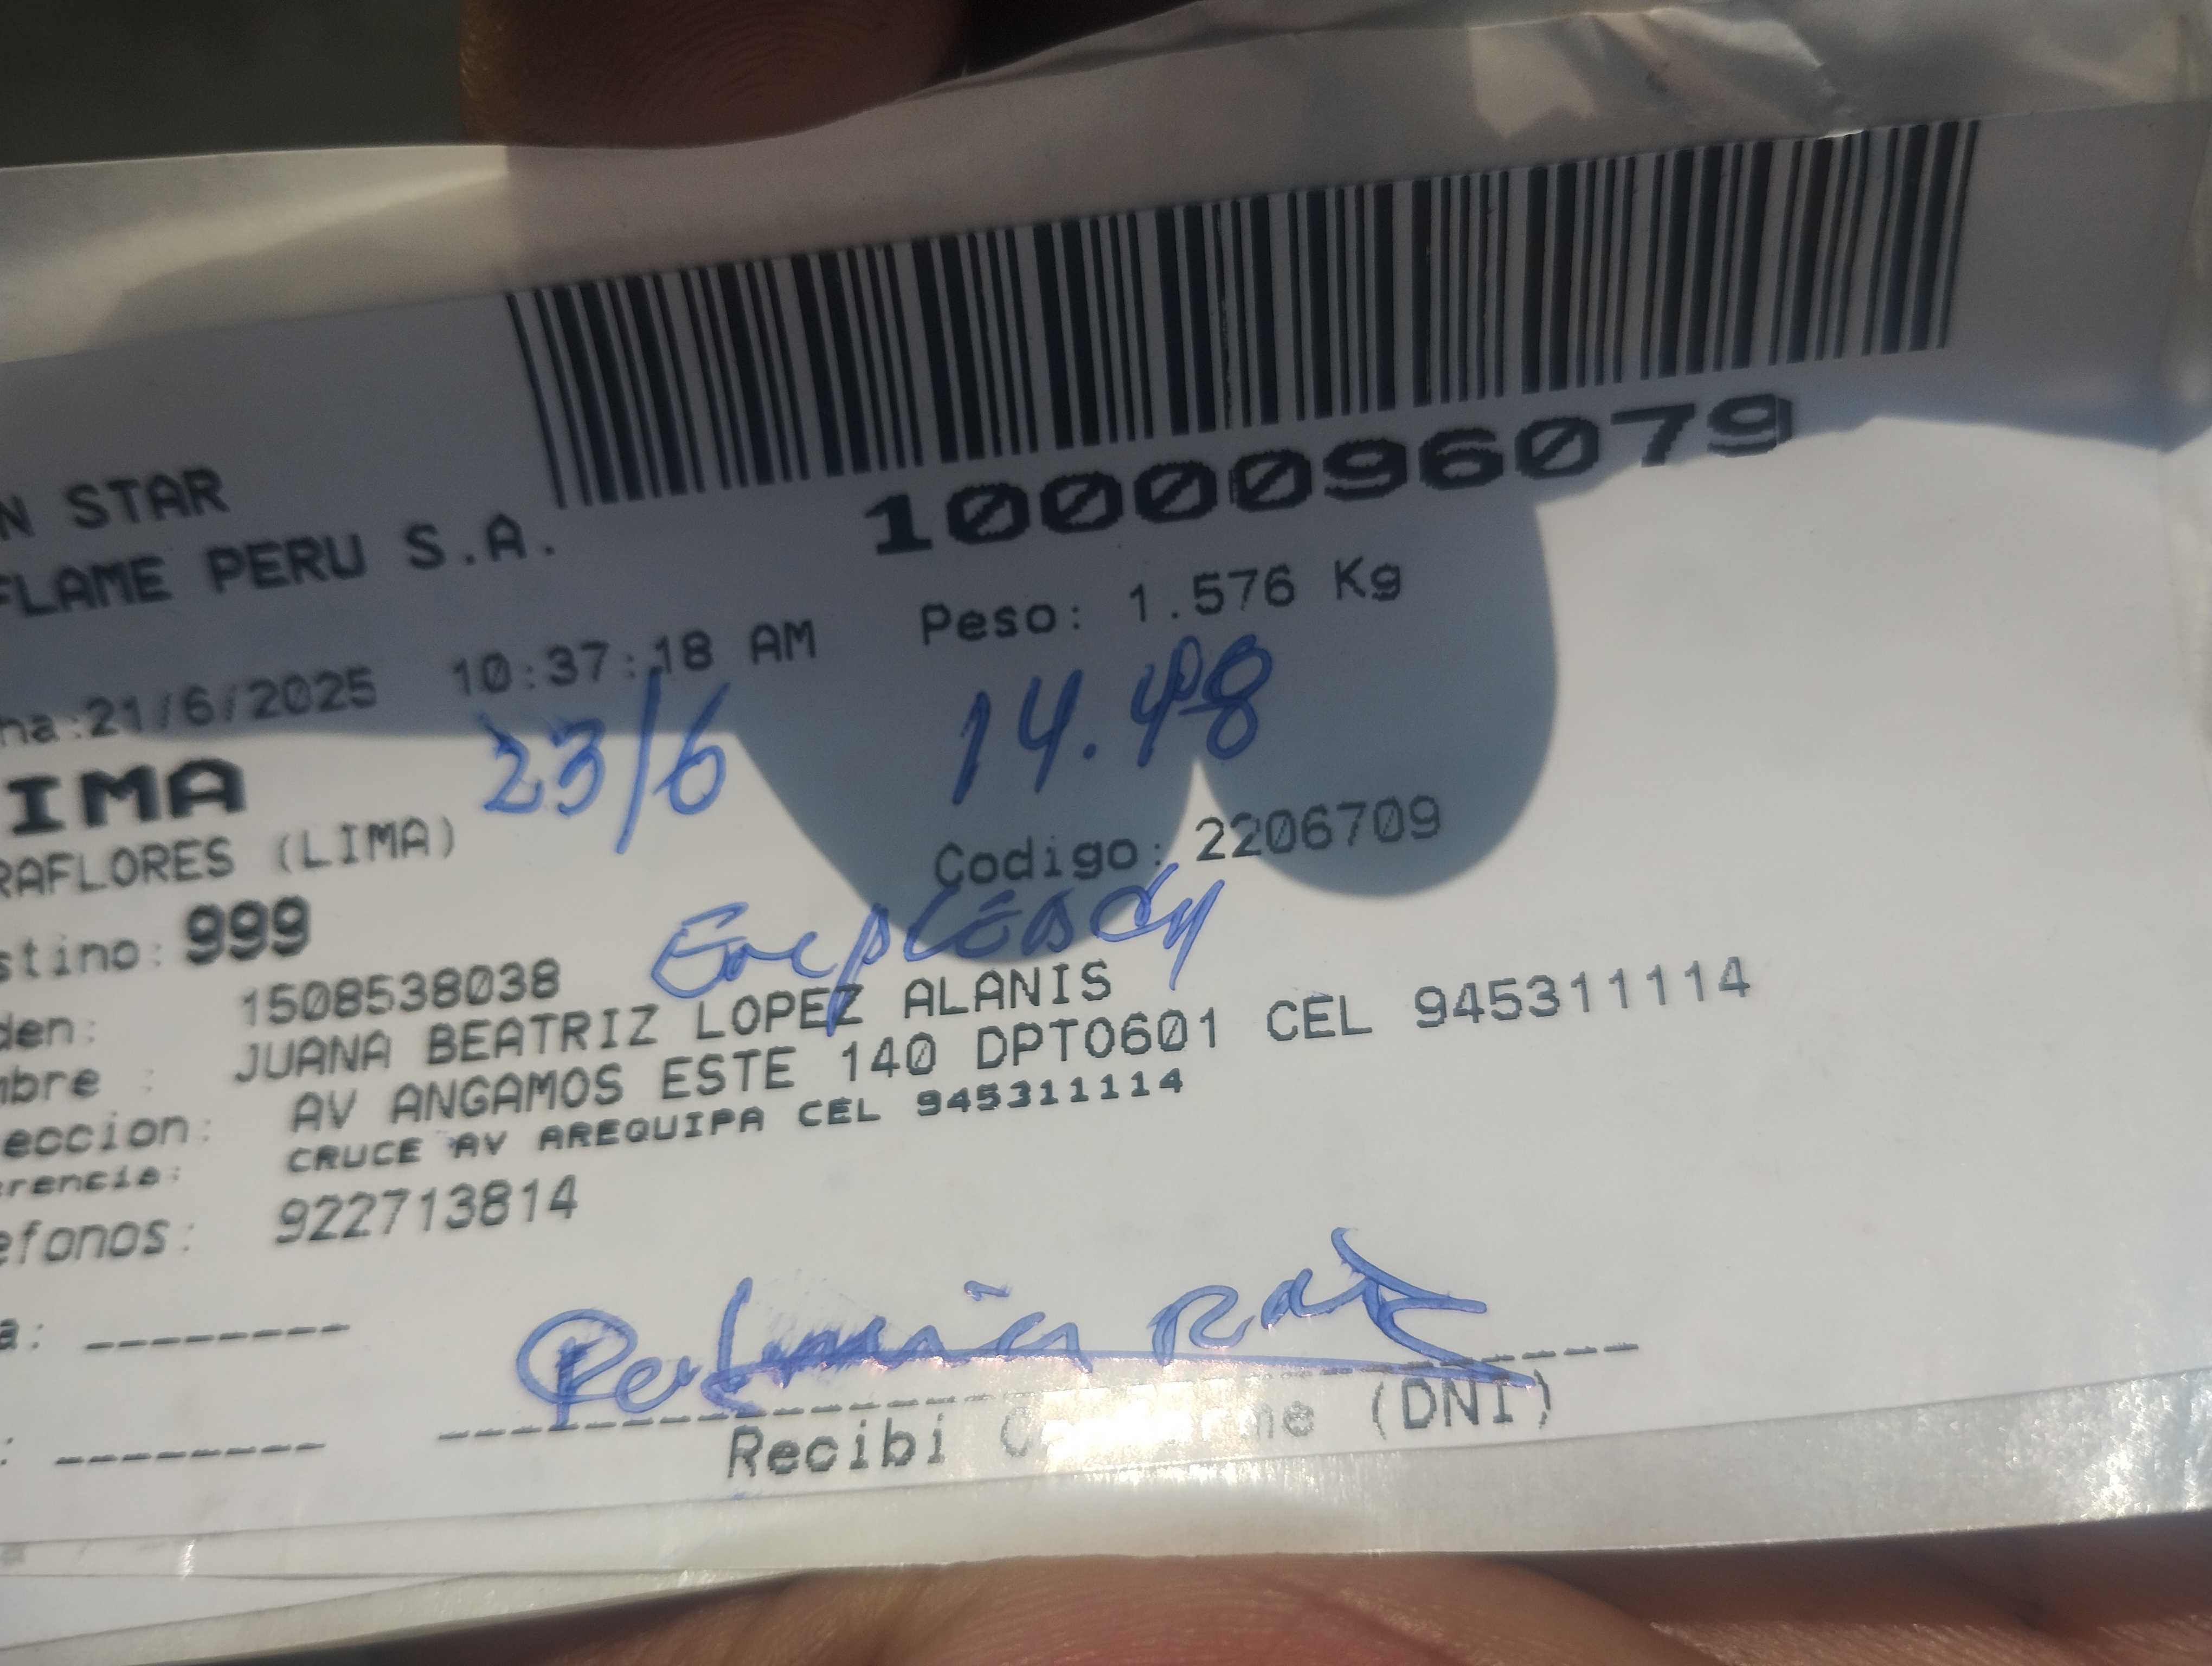 1000096079
N STAR
FLAME PERU S.A.
Peso: 1.576 Kg
ha:21/6/2025 10:37:18 AM
23/6 14.48
IMA
RAFLORES (LIMA)
Codigo: 2206709
stino: 999
den: 1508538038
mbre : JUANA BEATRIZ LOPEZ ALANIS
eccion: AV ANGAMOS ESTE 140 DPTO601 CEL 945311114
erencia: CRUCE AV AREQUIPA CEL 945311114
efonos: 922713814
a: --------
: --------
Recibi (DNI)